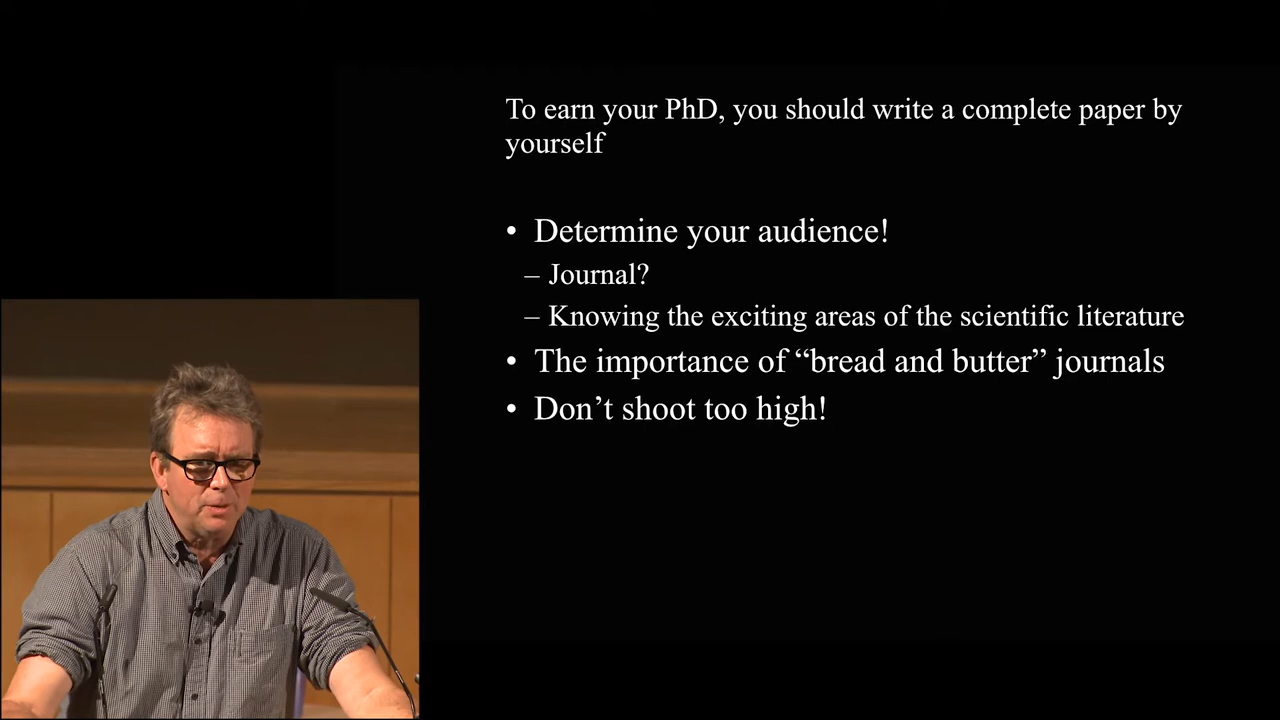 To earn your PhD, you should write a complete paper by
yourself
• Determine your audience!
– Journal?
– Knowing the exciting areas of the scientific literature
• The importance of “bread and butter” journals
• Don’t shoot too high!